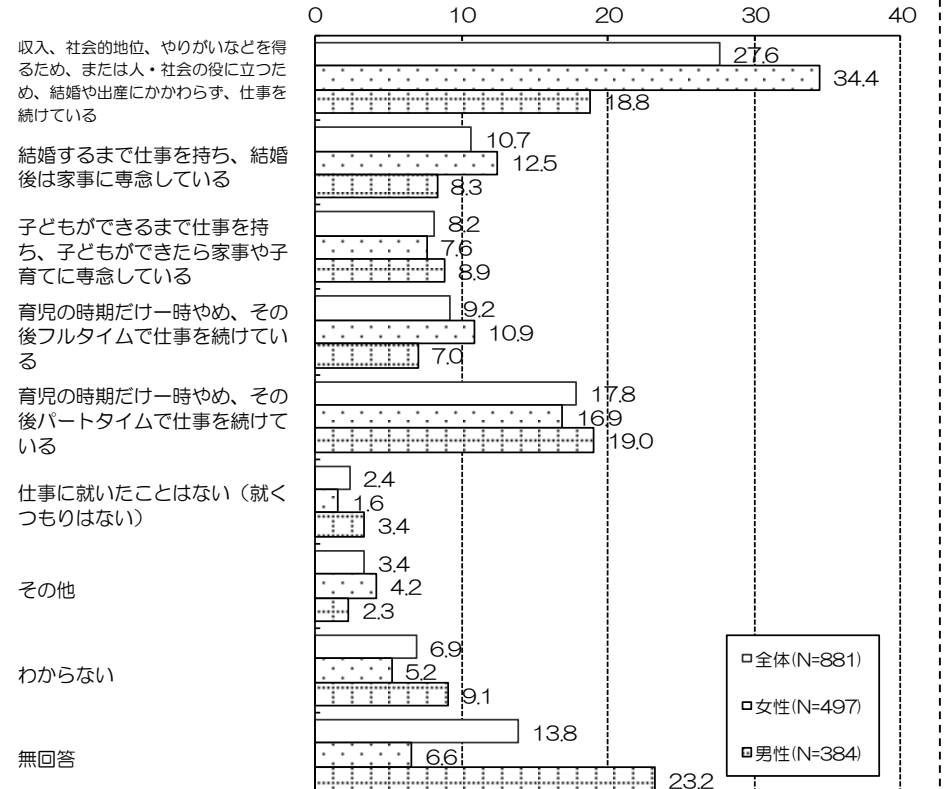 0 10 20 30 40
収入、社会的地位、やりがいなどを得
るため、または人・社会の役に立つた
め、結婚や出産にかかわらず、仕事を
続けている
27.6
34.4
18.8
結婚するまで仕事を持ち、結婚
後は家事に専念している
10.7
12.5
8.3
子どもができるまで仕事を持
ち、子どもができたら家事や子
育てに専念している
8.2
7.6
8.9
育児の時期だけ一時やめ、その
後フルタイムで仕事を続けてい
る
9.2
10.9
7.0
育児の時期だけ一時やめ、その
後パートタイムで仕事を続けて
いる
17.8
16.9
19.0
仕事に就いたことはない（就く
つもりはない）
2.4
1.6
3.4
その他
3.4
4.2
2.3
わからない
6.9
5.2
9.1
無回答
13.8
6.6
23.2
全体(N=881)
女性(N=497)
男性(N=384)